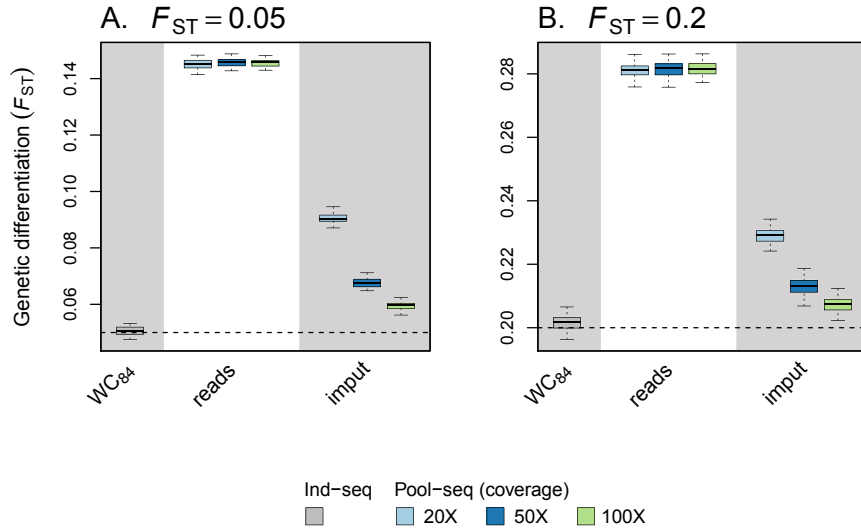 A. FST = 0.05
B. FST = 0.2
Genetic differentiation (FST)
0.14
0.12
0.10
0.08
0.06
0.28
0.26
0.24
0.22
0.20
WC84
reads
imput
WC84
reads
imput
Ind−seq Pool−seq (coverage)
20X 50X 100X